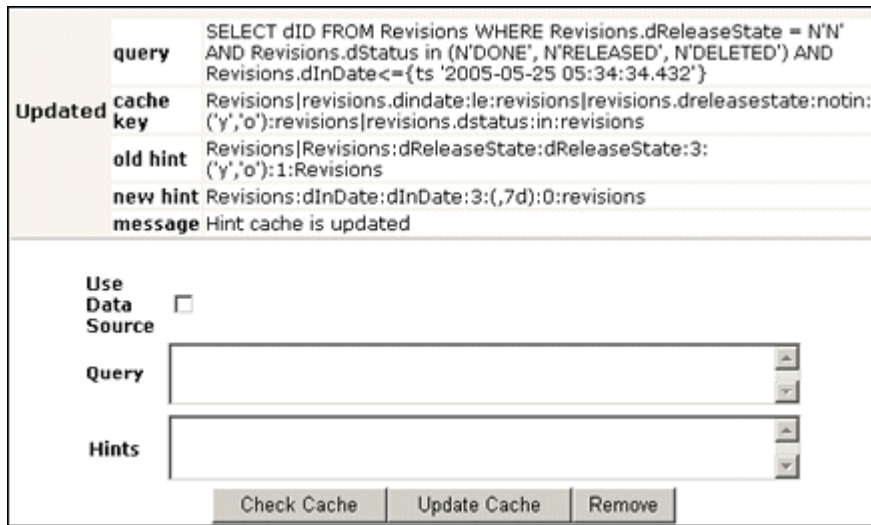 query SELECT dID FROM Revisions WHERE Revisions.dReleaseState = N'N'
AND Revisions.dStatus in (N'DONE', N'RELEASED', N'DELETED') AND
Revisions.dInDate<={ts '2005-05-25 05:34:34.432'}
Updated cache key Revisions|revisions.dindate:le:revisions|revisions.dreleasestate:notin:
('y','o'):revisions|revisions.dstatus:in:revisions
old hint Revisions|Revisions:dReleaseState:dReleaseState:3:
('y','o'):1:Revisions
new hint Revisions:dInDate:dInDate:3:(,7d):0:revisions
message Hint cache is updated
Use
Data
Source
Query
Hints
Check Cache Update Cache Remove